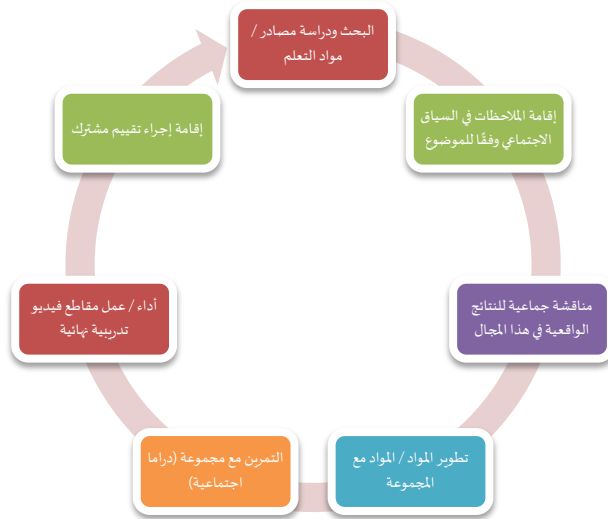 البحث ودراسة مصادر /
مواد التعلم
إقامة الملاحظات في السياق
الاجتماعي وفقًا للموضوع
مناقشة جماعية للنتائج
الواقعية في هذا المجال
تطوير المواد / المواد مع
المجموعة
التمرين مع مجموعة (دراما
اجتماعية)
أداء / عمل مقاطع فيديو
تدريبية نهائية
إقامة إجراء تقييم مشترك